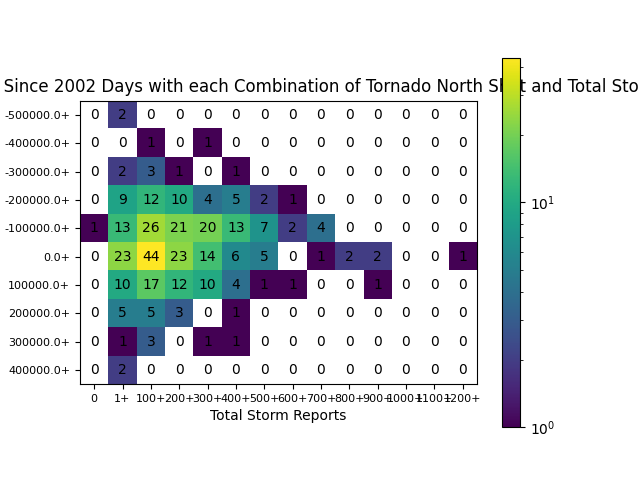 Since 2002 Days with each Combination of Tornado North Shift and Total Sto
-500000.0+ 0 2 0 0 0 0 0 0 0 0 0 0 0 0
-400000.0+ 0 0 1 0 1 0 0 0 0 0 0 0 0 0
-300000.0+ 0 2 3 1 0 1 0 0 0 0 0 0 0 0
-200000.0+ 0 9 12 10 4 5 2 1 0 0 0 0 0 0
-100000.0+ 1 13 26 21 20 13 7 2 4 0 0 0 0 0
0.0+ 0 23 44 23 14 6 5 0 1 2 2 0 0 1
100000.0+ 0 10 17 12 10 4 1 1 0 0 1 0 0 0
200000.0+ 0 5 5 3 0 1 0 0 0 0 0 0 0 0
300000.0+ 0 1 3 0 1 1 0 0 0 0 0 0 0 0
400000.0+ 0 2 0 0 0 0 0 0 0 0 0 0 0 0
0 1+ 100+ 200+ 300+ 400+ 500+ 600+ 700+ 800+ 900+ 1000+ 1100+ 1200+
Total Storm Reports
10¹
10⁰